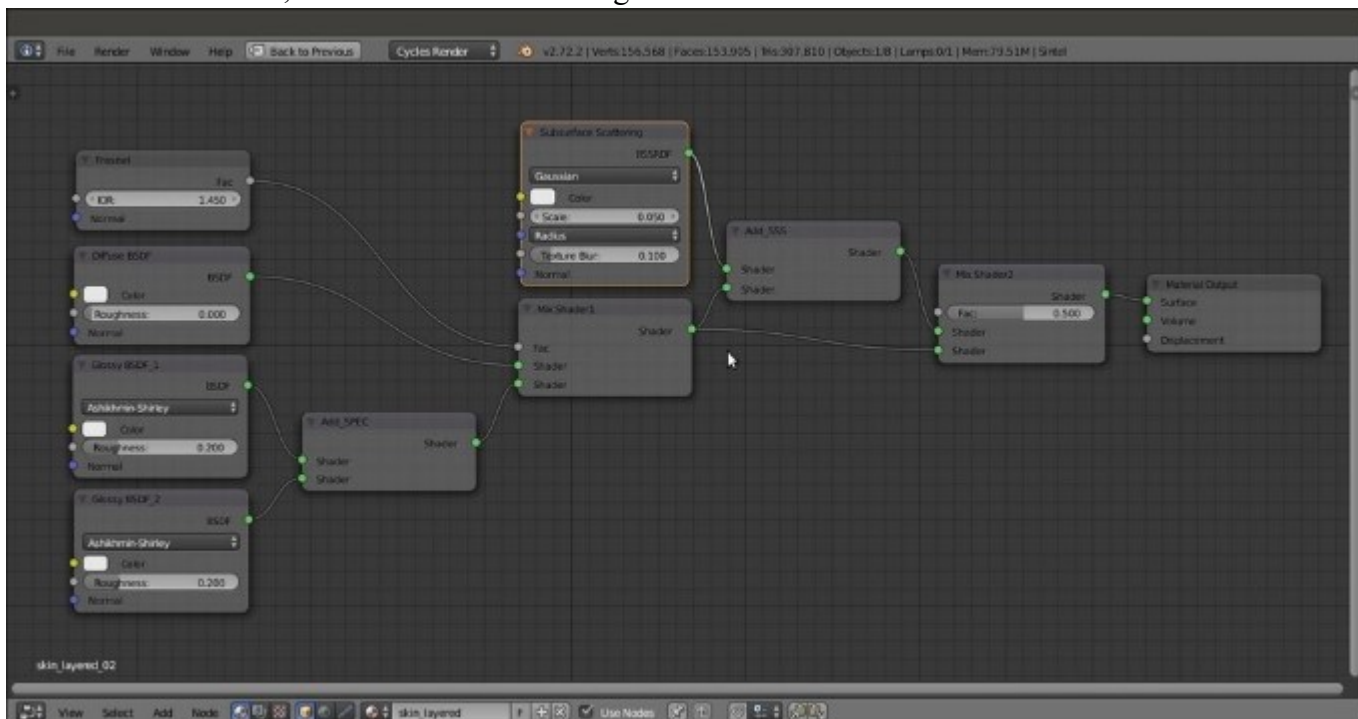 File Render Window Help Back to Previous Cycles Render v2.72.2 | Verts:156,568 | Faces:153,905 | Tris:307,810 | Objects:1/8 | Lamps:0/1 | Mem:79.51M | Sintel
Fresnel
Fac
IOR: 1.450
Normal
Diffuse BSDF
BSDF
Color
Roughness: 0.000
Normal
Glossy BSDF_1
BSDF
Ashikhmin-Shirley
Color
Roughness: 0.200
Normal
Glossy BSDF_2
BSDF
Ashikhmin-Shirley
Color
Roughness: 0.200
Normal
Add_SPEC
Shader
Shader
Shader
Subsurface Scattering
BSSRDF
Gaussian
Color
Scale: 0.050
Radius
Texture Blur: 0.100
Normal
Mix Shader1
Shader
Fac
Shader
Shader
Add_SSS
Shader
Shader
Shader
Mix Shader2
Shader
Fac: 0.500
Shader
Shader
Material Output
Surface
Volume
Displacement
skin_layered_02
View Select Add Node skin_layered F Use Nodes